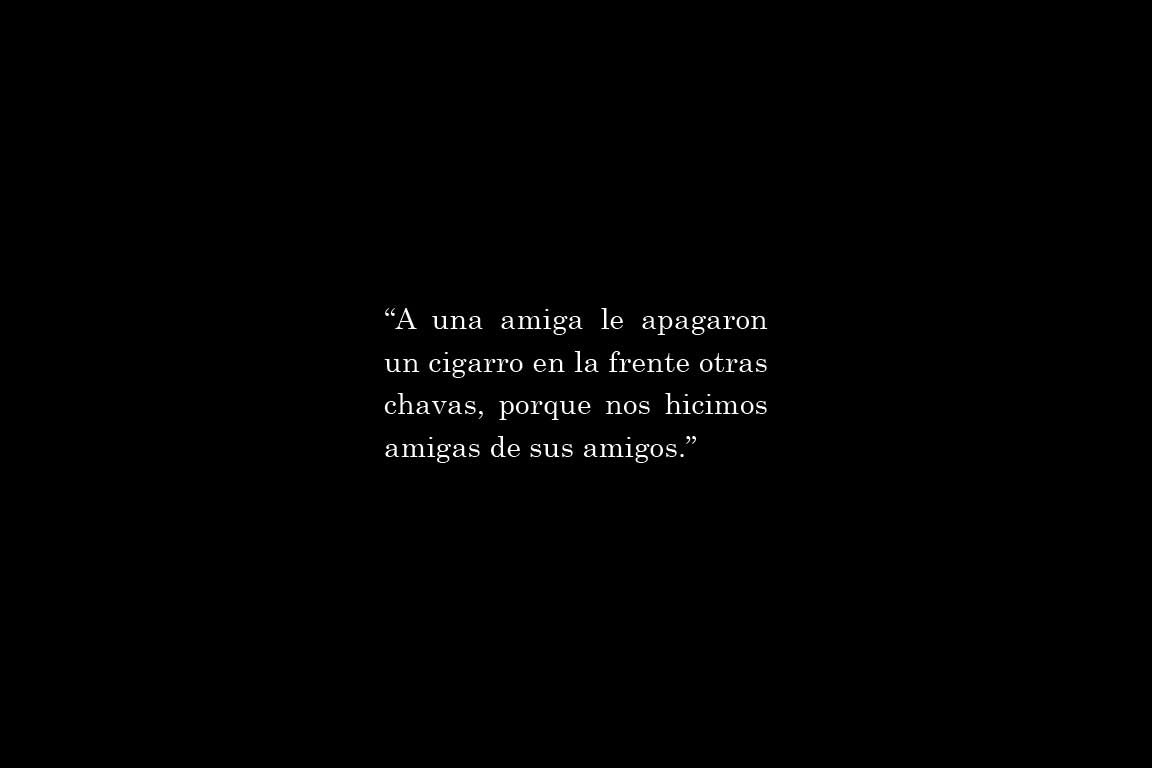 “A una amiga le apagaron
un cigarro en la frente otras
chavas, porque nos hicimos
amigas de sus amigos.”